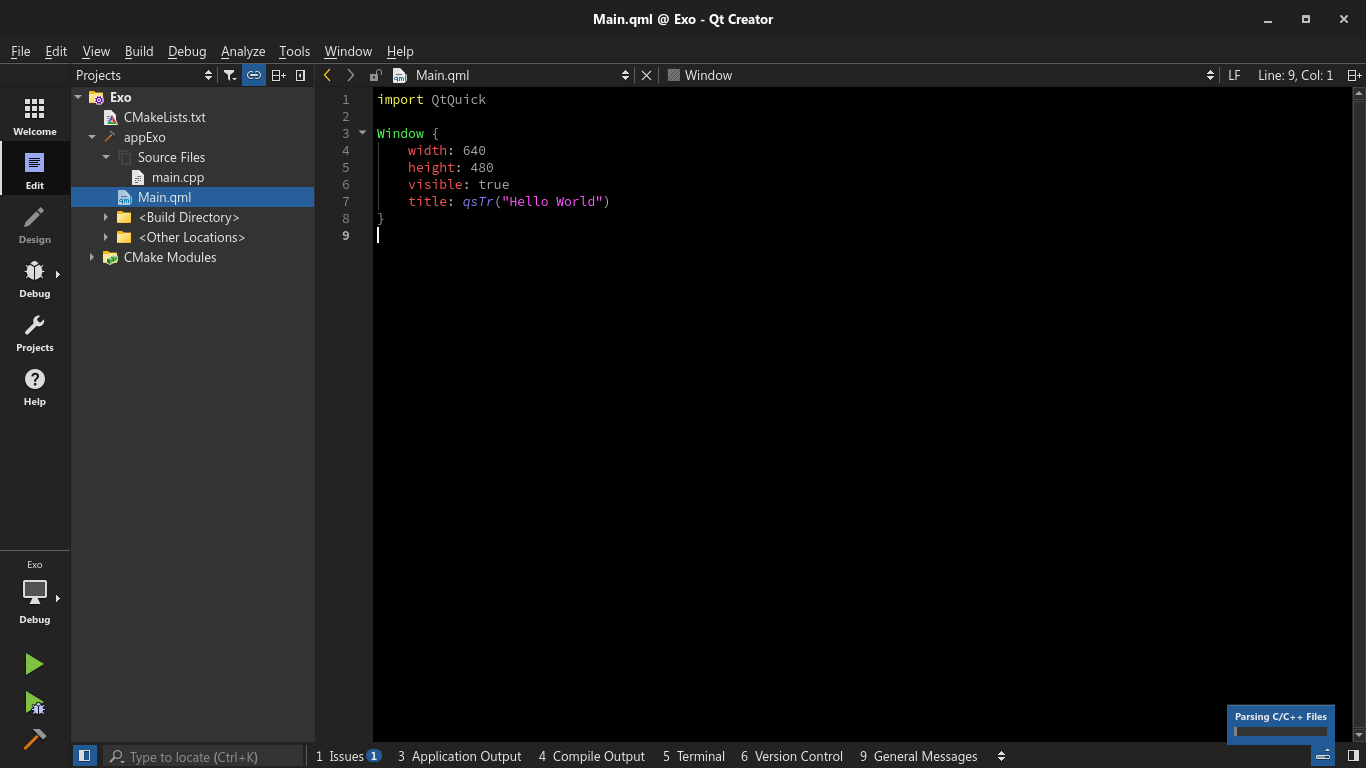 Main.qml @ Exo - Qt Creator
File Edit View Build Debug Analyze Tools Window Help
Projects
Main.qml
Window
LF
Line: 9, Col: 1
Welcome
Edit
Design
Debug
Projects
Help
Exo
Debug
Exo
CMakeLists.txt
appExo
Source Files
main.cpp
Main.qml
<Build Directory>
<Other Locations>
CMake Modules
1 import QtQuick
2
3 Window {
4 width: 640
5 height: 480
6 visible: true
7 title: qsTr("Hello World")
8 }
9
Parsing C/C++ Files
Type to locate (Ctrl+K)
1 Issues 1
3 Application Output
4 Compile Output
5 Terminal
6 Version Control
9 General Messages